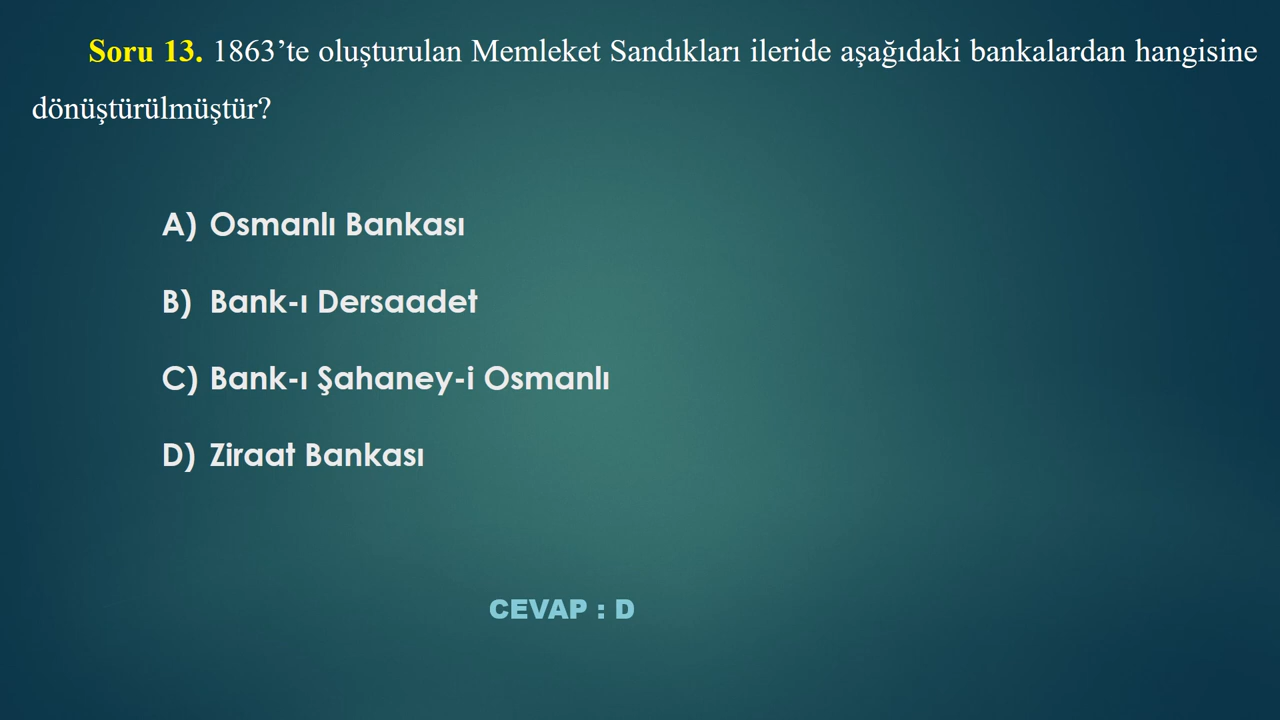 Soru 13. 1863’te oluşturulan Memleket Sandıkları ileride aşağıdaki bankalardan hangisine
dönüştürülmüştür?
A) Osmanlı Bankası
B) Bank-ı Dersaadet
C) Bank-ı Şahaney-i Osmanlı
D) Ziraat Bankası
CEVAP : D